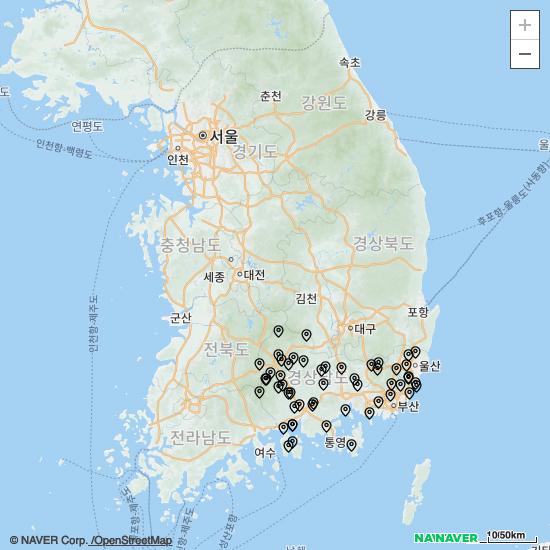 +
−
속초
춘천
강원도
강릉
도
연평도
서울
울
인천항-백령도
인천
경기도
후포항-울릉도(사동항)
충청남도
경상북도
세종
대전
김천
인천항-제주도
군산
포항
대구
전북도
경상남도
울산
부산
전라남도
여수
통영
성산포항
NAVER
10/50km
© NAVER Corp. /OpenStreetMap